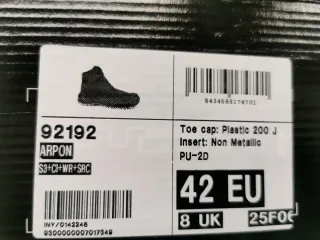 8434586174701
92192
ARPON
S3+CI+WR+SRC
Toe cap: Plastic 200 J
Insert: Non Metallic
PU-2D
42 EU
8 UK
25F06
INY/0142246
9300000007017349